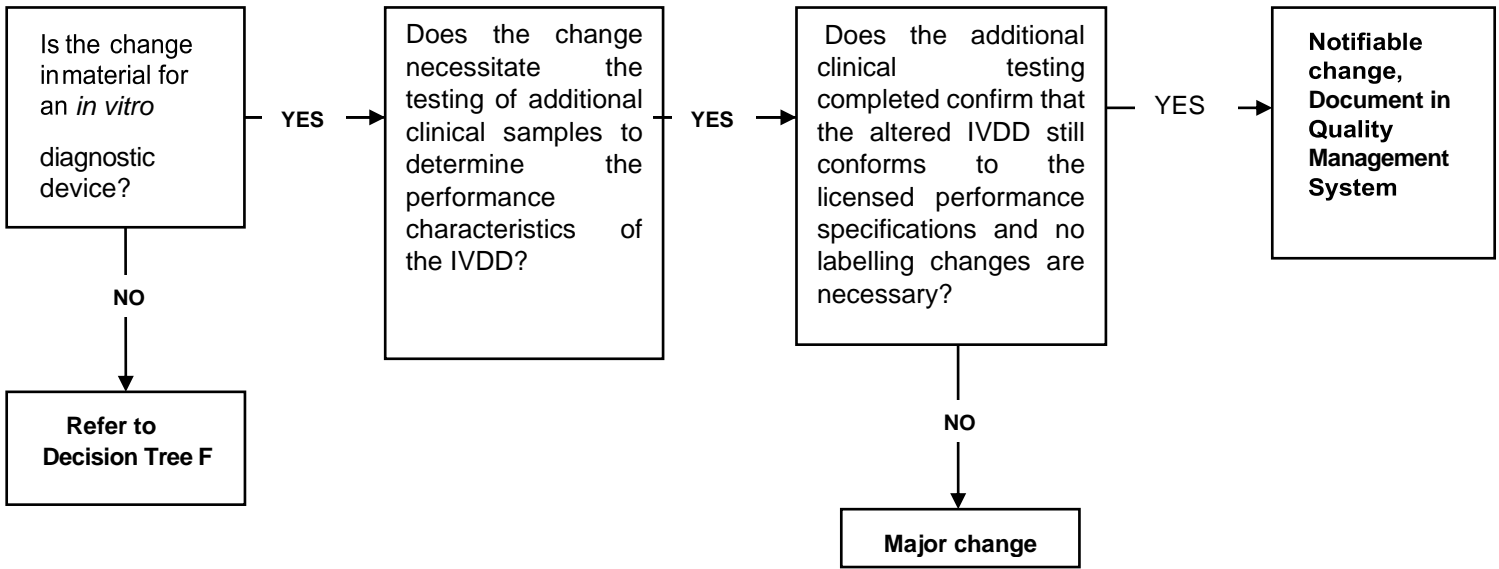 Is the change
in material for
an in vitro
diagnostic
device?
YES
Does the change
necessitate the
testing of additional
clinical samples to
determine the
performance
characteristics of
the IVDD?
YES
Does the additional
clinical testing
completed confirm that
the altered IVDD still
conforms to the
licensed performance
specifications and no
labelling changes are
necessary?
YES
Notifiable
change,
Document in
Quality
Management
System
NO
Refer to
Decision Tree F
NO
Major change